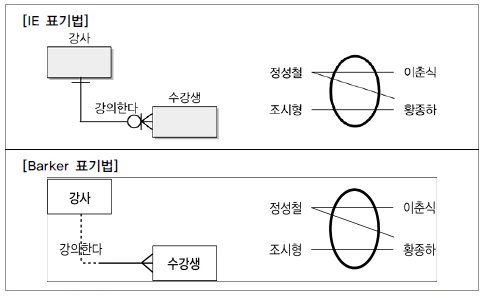 [IE 표기법]
강사
강의한다
수강생
정성철
이춘식
조시형
황종하
[Barker 표기법]
강사
강의한다
수강생
정성철
이춘식
조시형
황종하